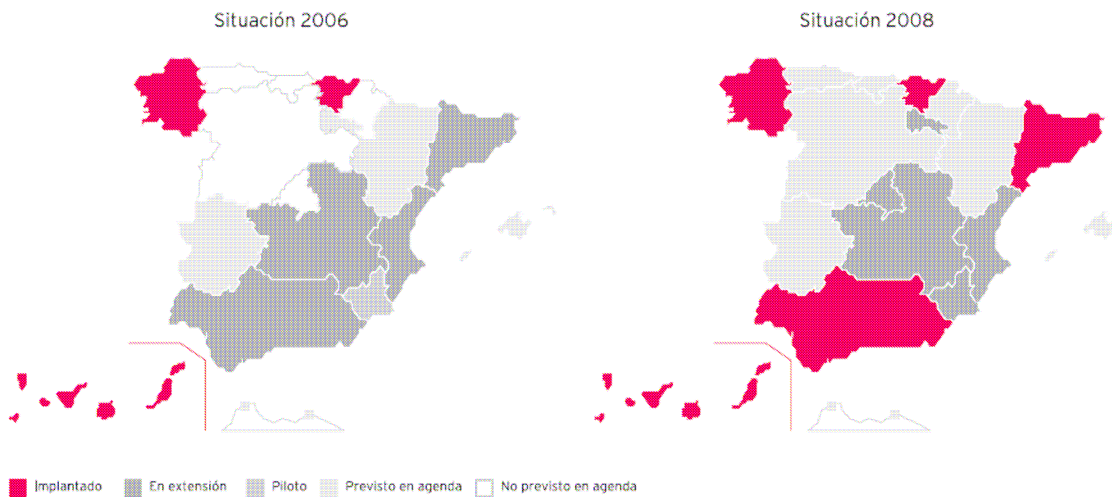 Situación 2006
Situación 2008
Implantado En extensión Piloto Previsto en agenda No previsto en agenda